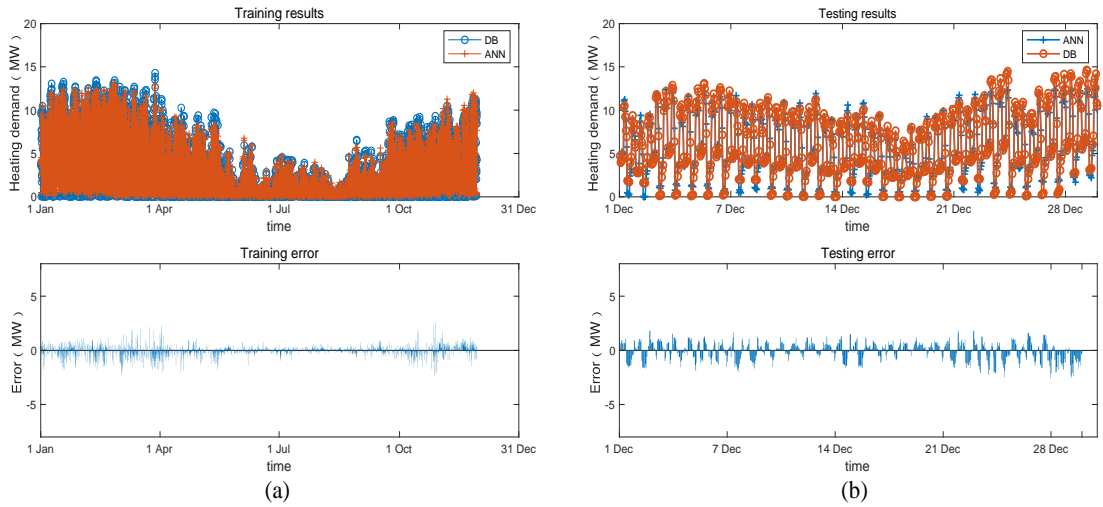 Training results
Heating demand (MW)
20
15
10
5
0
DB
ANN
1 Jan
1 Apr
1 Jul
1 Oct
31 Dec
time
Training error
Error (MW)
5
0
-5
1 Jan
1 Apr
1 Jul
1 Oct
31 Dec
time
(a)
Testing results
Heating demand (MW)
20
15
10
5
0
ANN
DB
1 Dec
7 Dec
14 Dec
21 Dec
28 Dec
time
Testing error
Error (MW)
5
0
-5
1 Dec
7 Dec
14 Dec
21 Dec
28 Dec
time
(b)